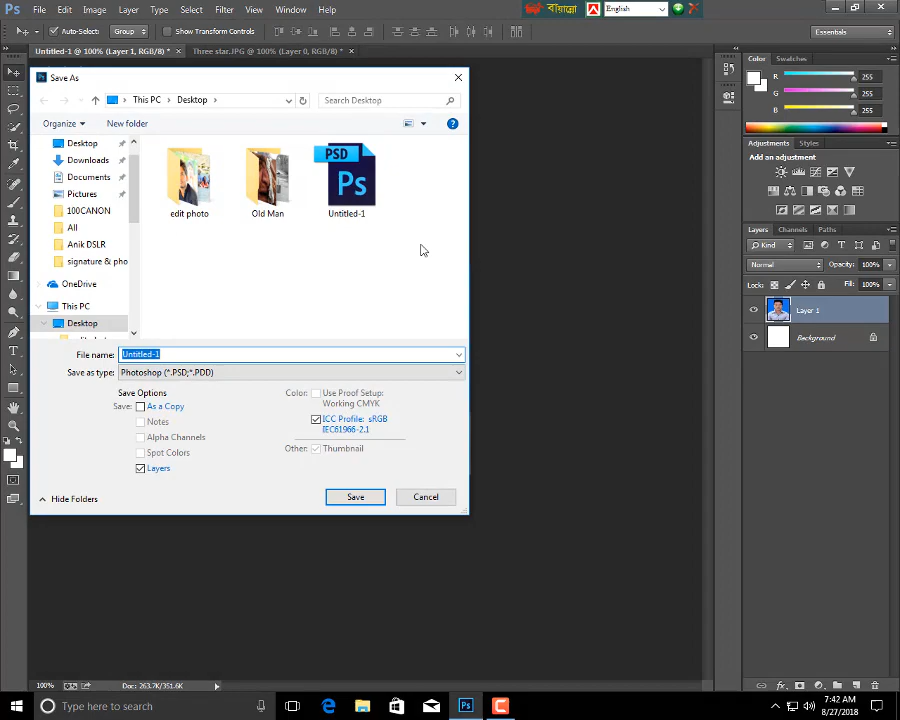 Ps File Edit Image Layer Type Select Filter View Window Help
বায়ান্নো English
Auto-Select: Group Show Transform Controls Essentials
Untitled-1 @ 100% (Layer 1, RGB/8) * × Three star.JPG @ 100% (Layer 0, RGB/8) * ×
Save As
This PC > Desktop > Search Desktop
Organize New folder
Desktop
Downloads
Documents
Pictures
100CANON
All
Anik DSLR
signature & pho
OneDrive
This PC
Desktop
edit photo
Old Man
PSD
Ps
Untitled-1
File name: Untitled-1
Save as type: Photoshop (*.PSD;*.PDD)
Save Options
Save: As a Copy
Notes
Alpha Channels
Spot Colors
Layers
Color: Use Proof Setup:
Working CMYK
ICC Profile: sRGB
IEC61966-2.1
Other: Thumbnail
Hide Folders Save Cancel
Color Swatches
R 255
G 255
B 255
Adjustments Styles
Add an adjustment
Layers Channels Paths
Kind
Normal Opacity: 100%
Lock: Fill: 100%
Layer 1
Background
100% Doc: 263.7K/351.6K
Type here to search
7:42 AM
8/27/2018